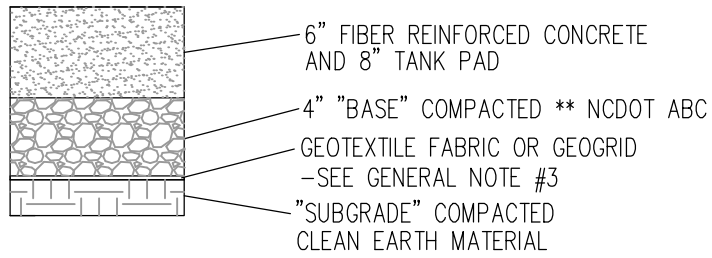 6" FIBER REINFORCED CONCRETE
AND 8" TANK PAD
4" "BASE" COMPACTED ** NCDOT ABC
GEOTEXTILE FABRIC OR GEOGRID
-SEE GENERAL NOTE #3
"SUBGRADE" COMPACTED
CLEAN EARTH MATERIAL